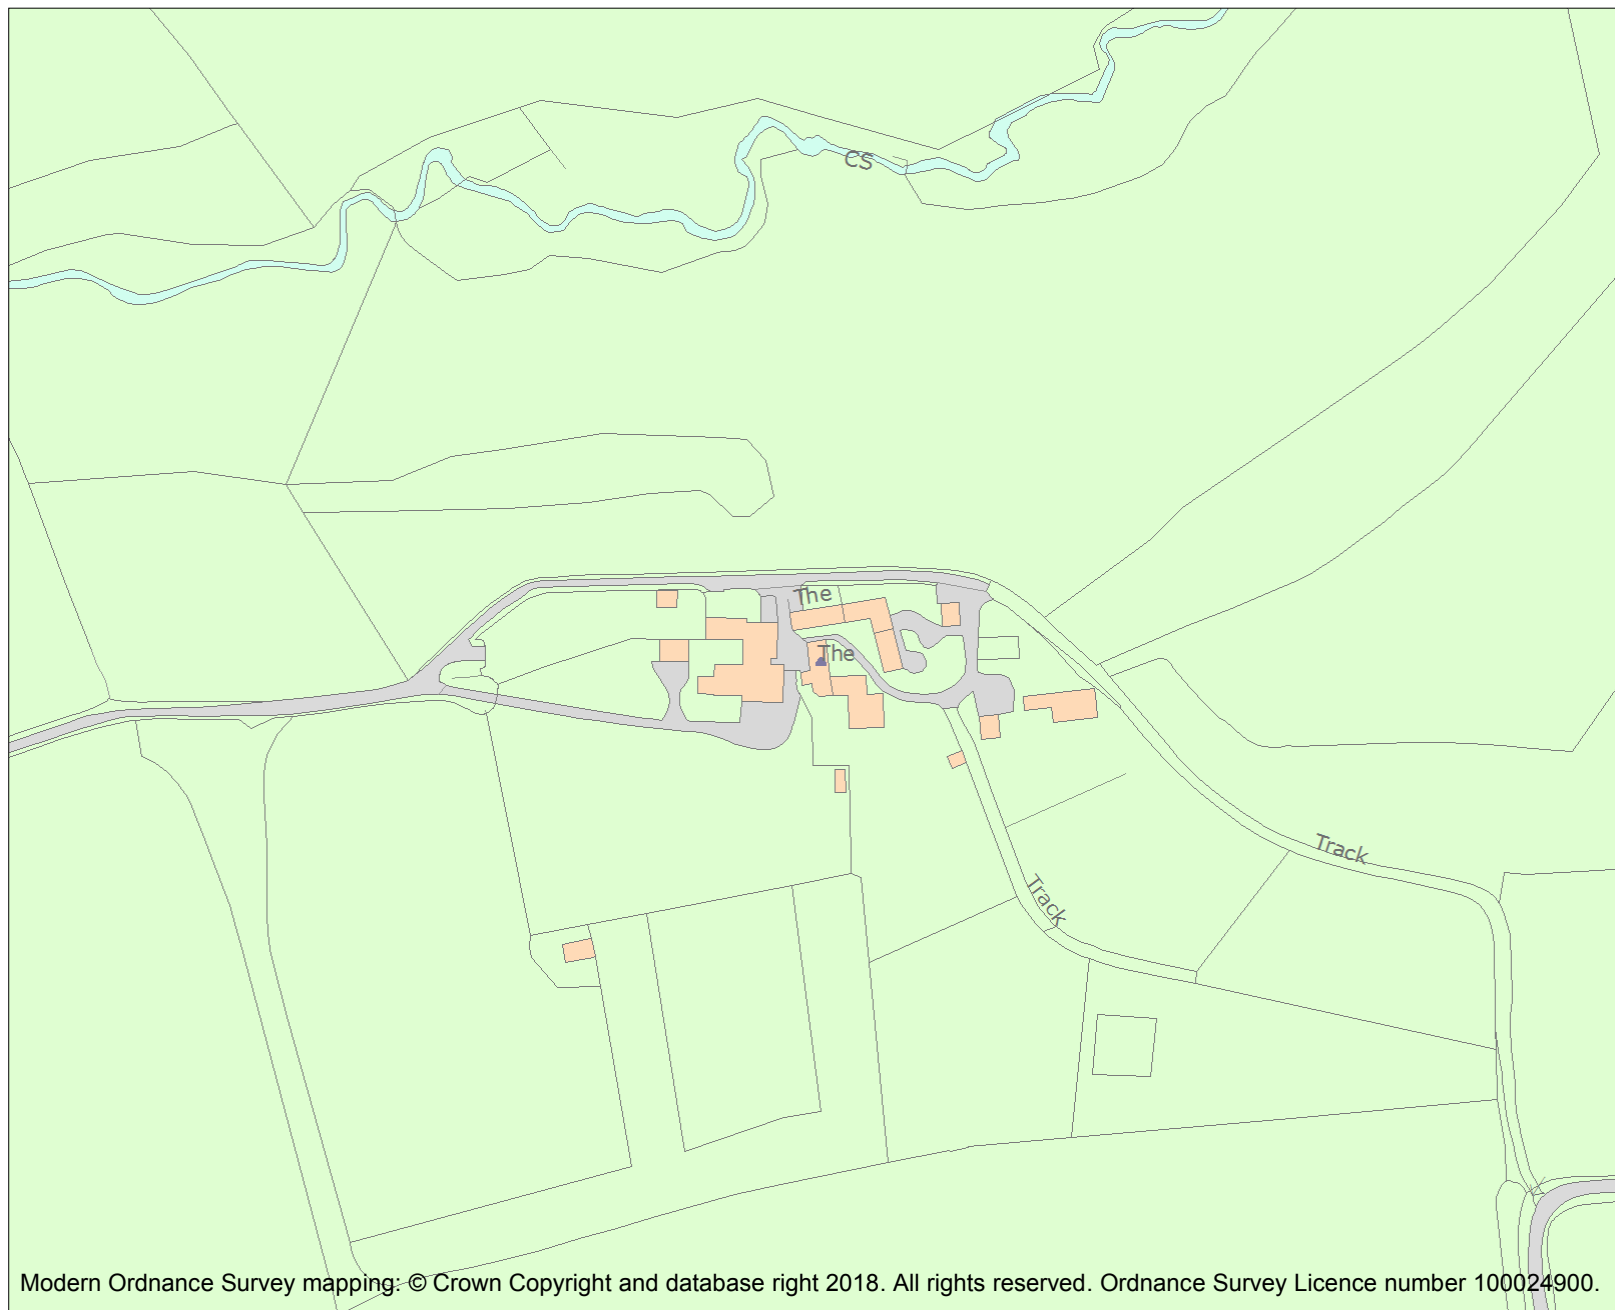 CS
The
The
Track
Track
Modern Ordnance Survey mapping: © Crown Copyright and database right 2018. All rights reserved. Ordnance Survey Licence number 100024900.